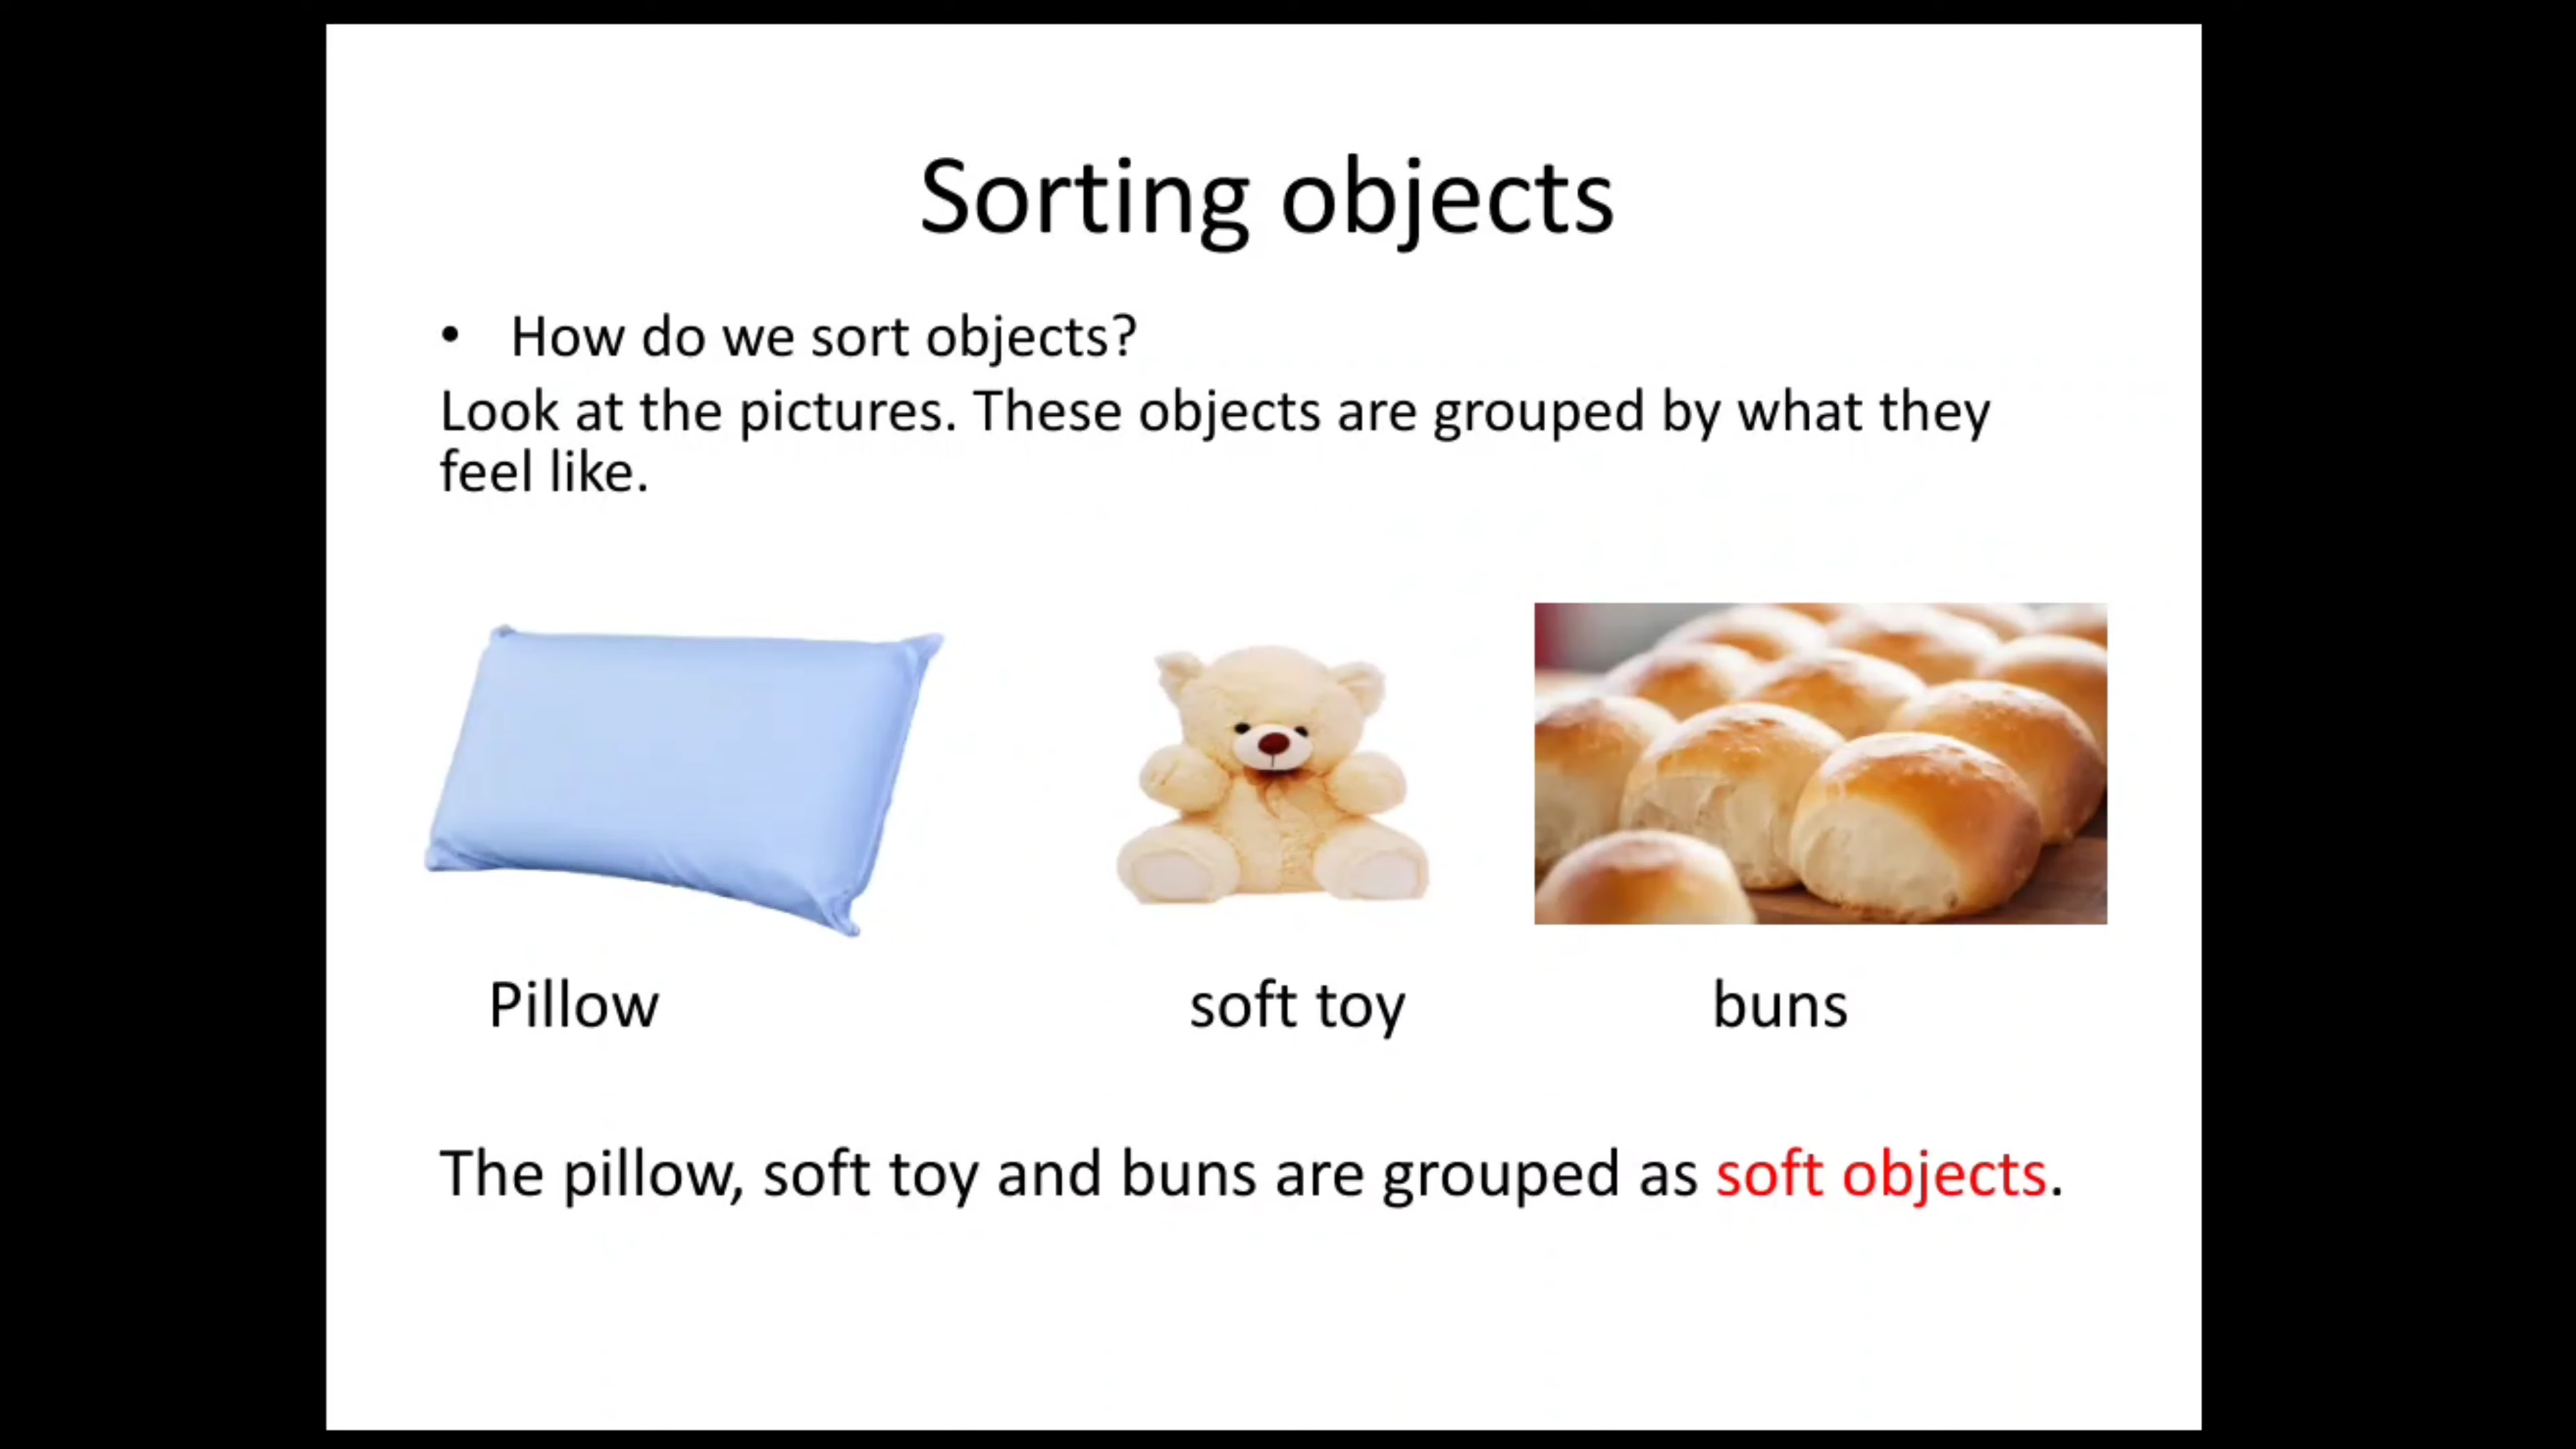 Sorting objects
• How do we sort objects?
Look at the pictures. These objects are grouped by what they
feel like.
Pillow soft toy buns
The pillow, soft toy and buns are grouped as soft objects.